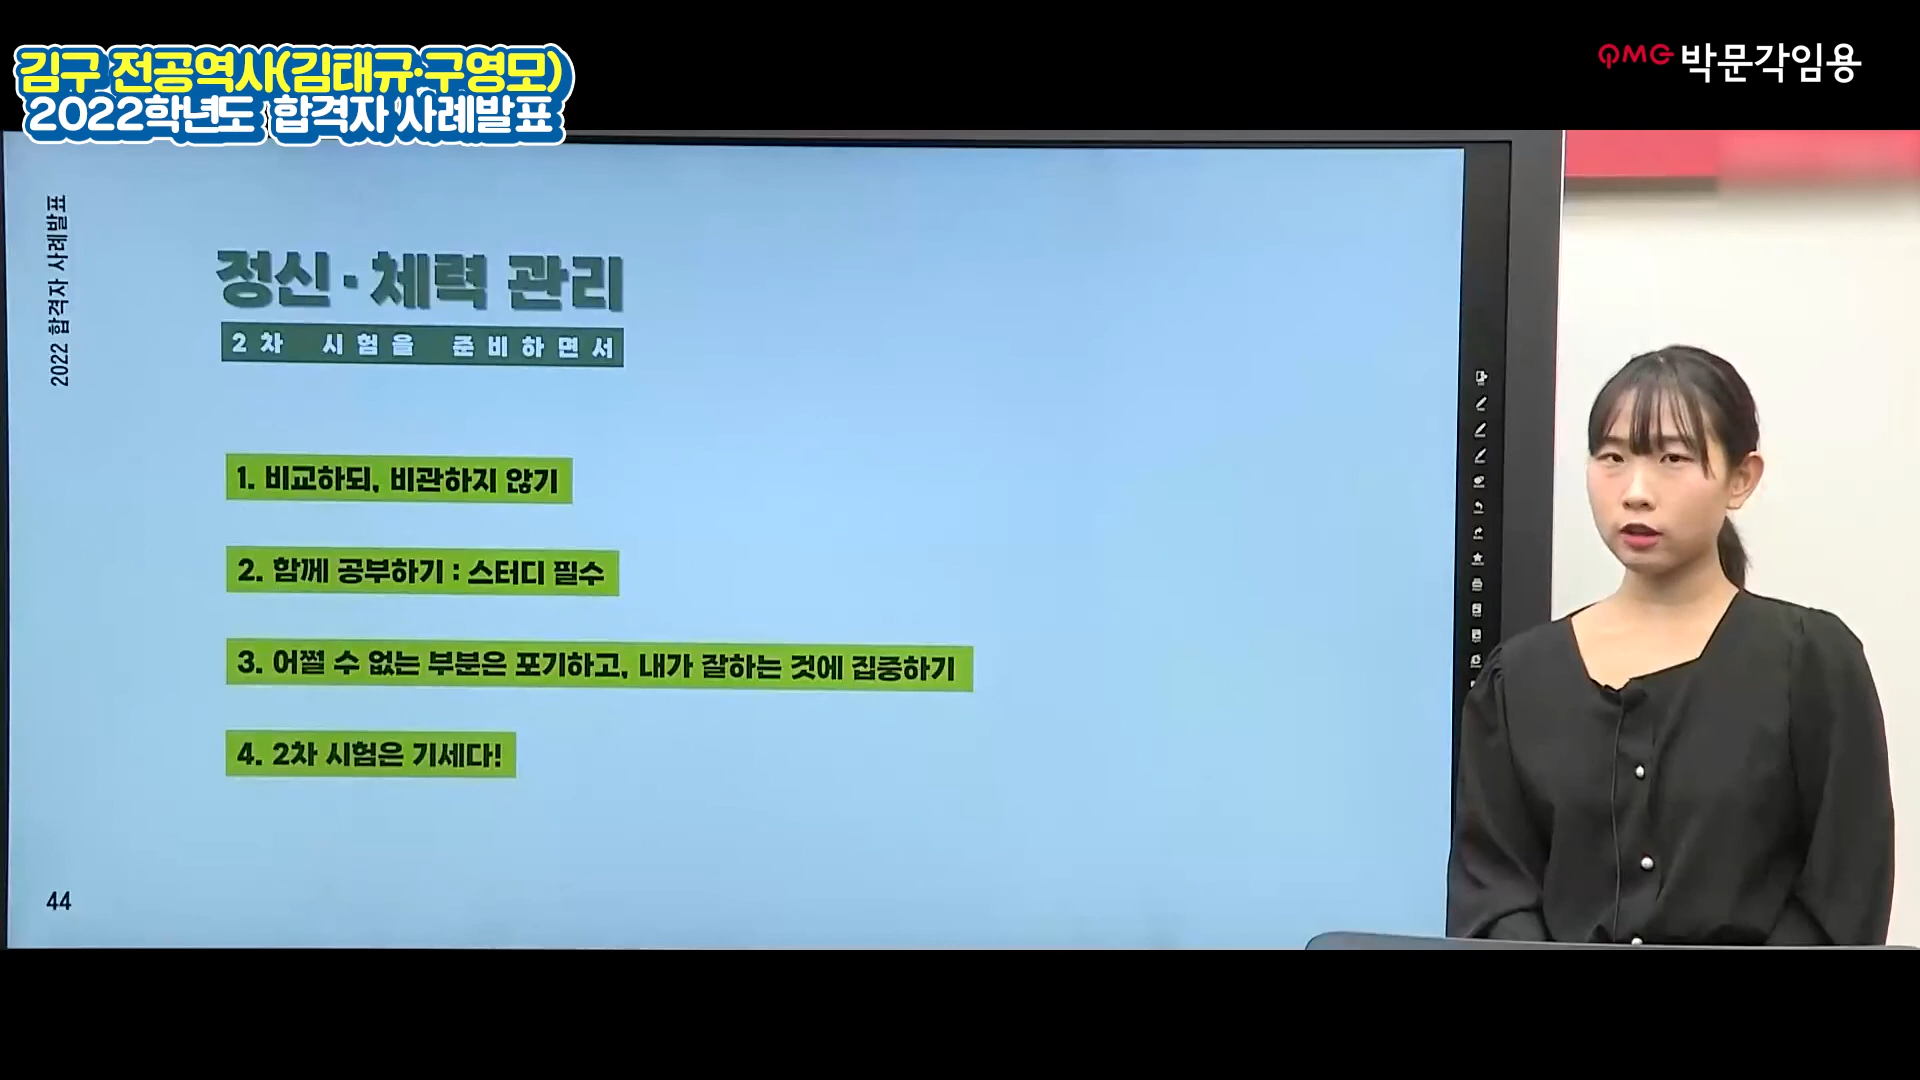 김구 전공역사(김태규·구영모)
2022학년도 합격자 사례발표
PMG 박문각임용
2022 합격자 사례발표
정신·체력 관리
2차 시험을 준비하면서
1. 비교하되, 비관하지 않기
2. 함께 공부하기 : 스터디 필수
3. 어쩔 수 없는 부분은 포기하고, 내가 잘하는 것에 집중하기
4. 2차 시험은 기세다!
44